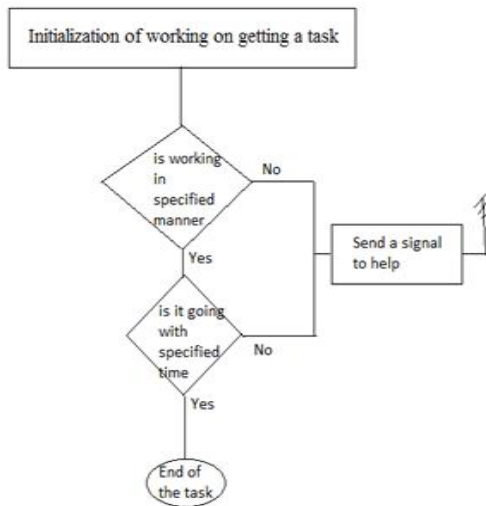 Initialization of working on getting a task
is working
in
specified
manner
No
Yes
Send a signal
to help
is it going
with
specified
time
No
Yes
End of
the task